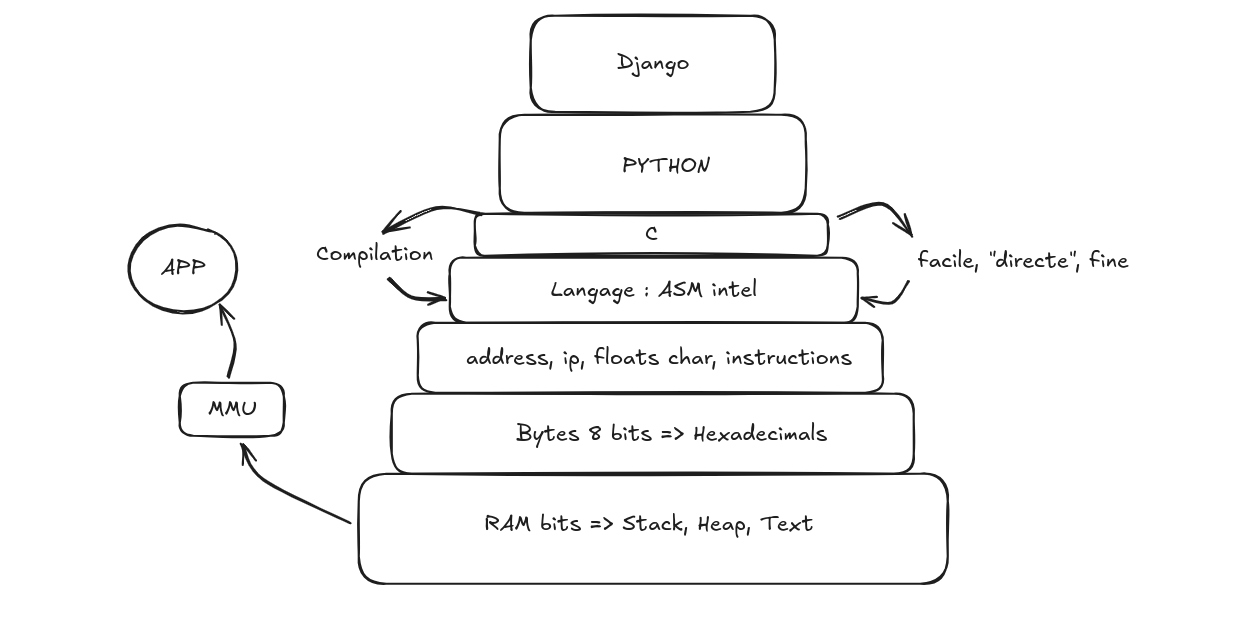 Django
PYTHON
C
Compilation
facile, "directe", fine
APP
Langage : ASM intel
address, ip, floats char, instructions
MMU
Bytes 8 bits => Hexadecimals
RAM bits => Stack, Heap, Text